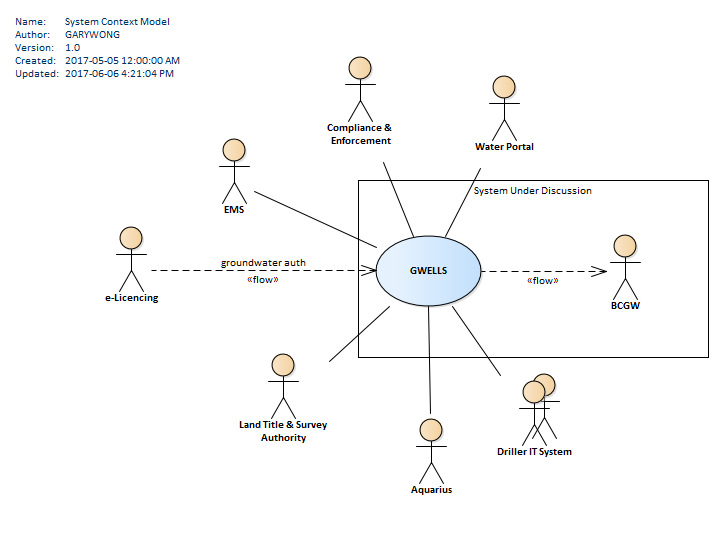 Name: System Context Model
Author: GARYWONG
Version: 1.0
Created: 2017-05-05 12:00:00 AM
Updated: 2017-06-06 4:21:04 PM
Compliance &
Enforcement
Water Portal
System Under Discussion
EMS
groundwater auth
«flow»
GWELLS
«flow»
e-Licencing
BCGW
Land Title & Survey
Authority
Driller IT System
Aquarius